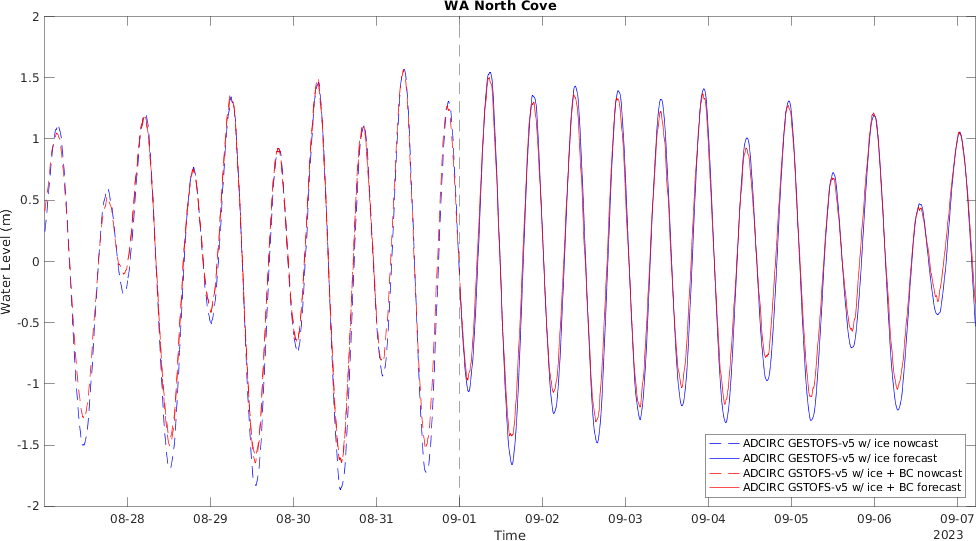 WA North Cove
2
1.5
1
0.5
0
-0.5
-1
-1.5
-2
Water Level (m)
ADCIRC GESTOFS-v5 w/ ice nowcast
ADCIRC GESTOFS-v5 w/ ice forecast
ADCIRC GSTOFS-v5 w/ ice + BC nowcast
ADCIRC GSTOFS-v5 w/ ice + BC forecast
08-28 08-29 08-30 08-31 09-01 09-02 09-03 09-04 09-05 09-06 09-07
Time
2023